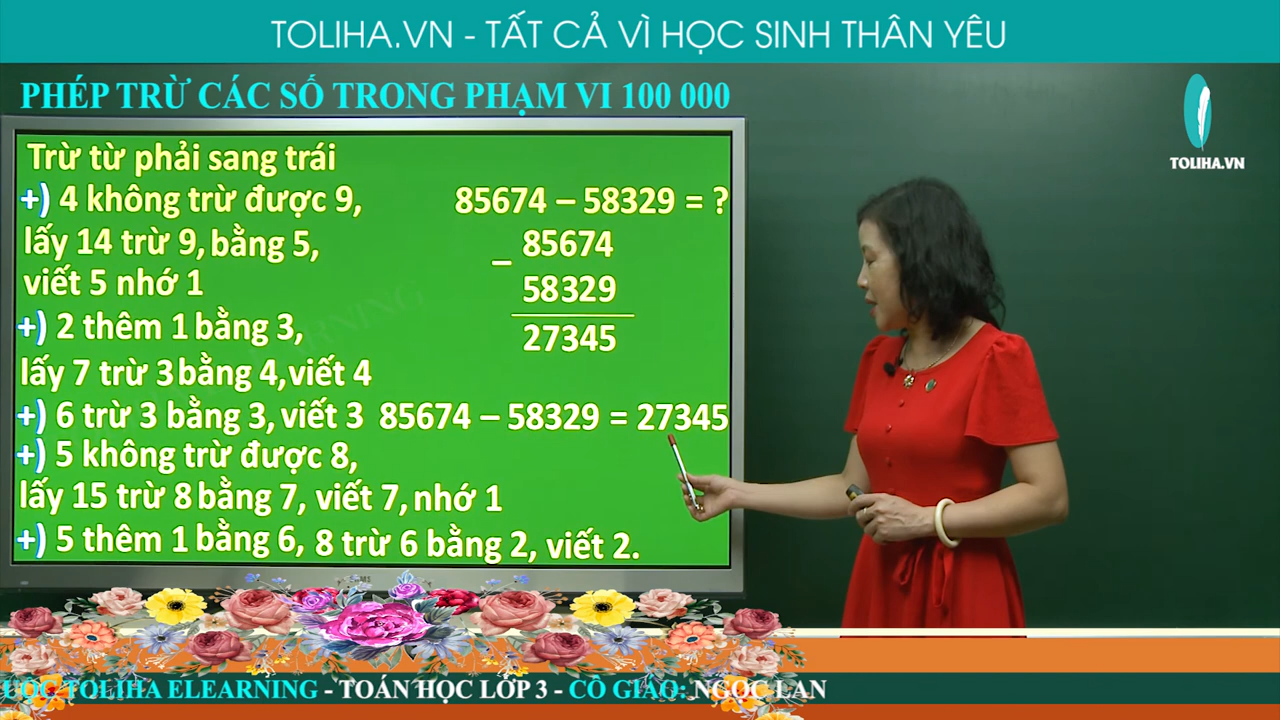 TOLIHA.VN - TẤT CẢ VÌ HỌC SINH THÂN YÊU
PHÉP TRỪ CÁC SỐ TRONG PHẠM VI 100 000
TOLIHA.VN
Trừ từ phải sang trái
+) 4 không trừ được 9,
lấy 14 trừ 9, bằng 5,
viết 5 nhớ 1
+) 2 thêm 1 bằng 3,
lấy 7 trừ 3 bằng 4, viết 4
+) 6 trừ 3 bằng 3, viết 3
+) 5 không trừ được 8,
lấy 15 trừ 8 bằng 7, viết 7, nhớ 1
+) 5 thêm 1 bằng 6, 8 trừ 6 bằng 2, viết 2.
85674 – 58329 = ?
85674
–
58329
27345
85674 – 58329 = 27345
TOLIHA ELEARNING - TOÁN HỌC LỚP 3 - CÔ GIÁO: NGỌC LAN